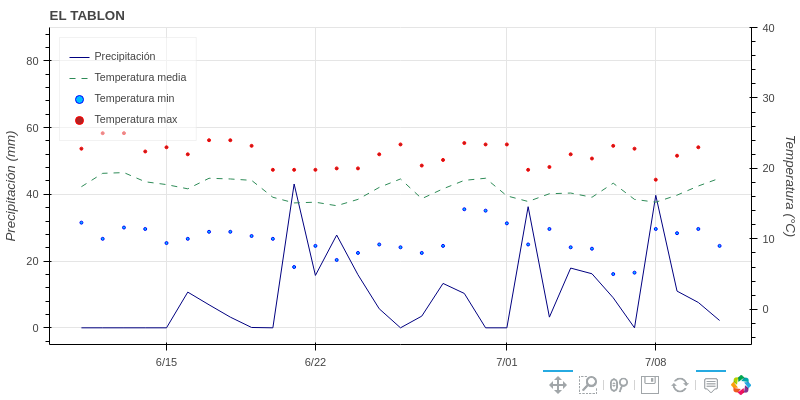 EL TABLON
Precipitación
Temperatura media
Temperatura min
Temperatura max
Precipitación (mm)
80
60
40
20
0
Temperatura (°C)
40
30
20
10
0
6/15
6/22
7/01
7/08